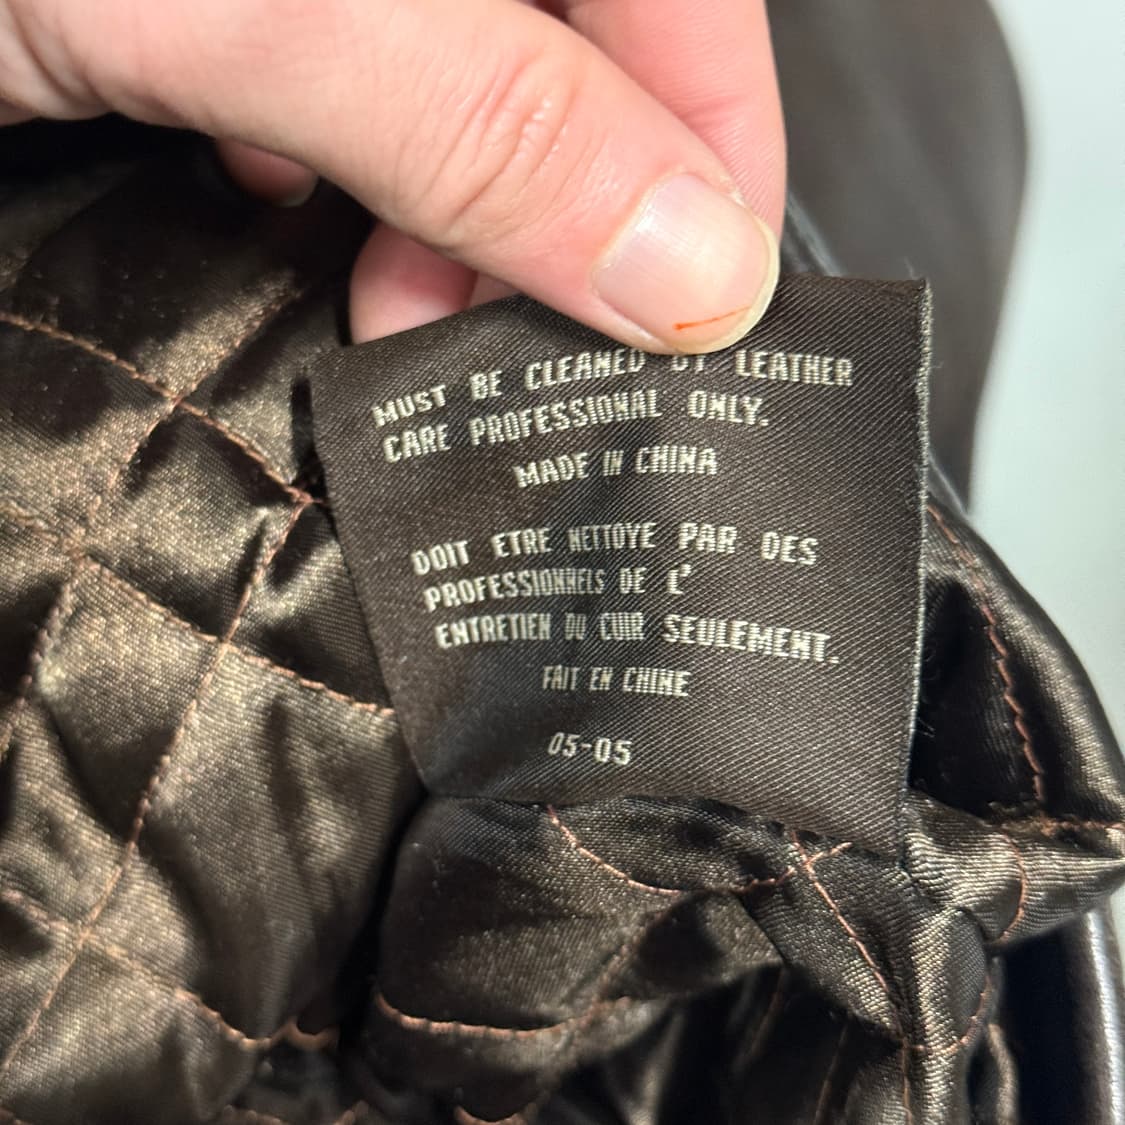 MUST BE CLEANED BY LEATHER
CARE PROFESSIONAL ONLY.
MADE IN CHINA
DOIT ETRE NETTOYE PAR DES
PROFESSIONNELS DE L'
ENTRETIEN DU CUIR SEULEMENT.
FAIT EN CHINE
05-05